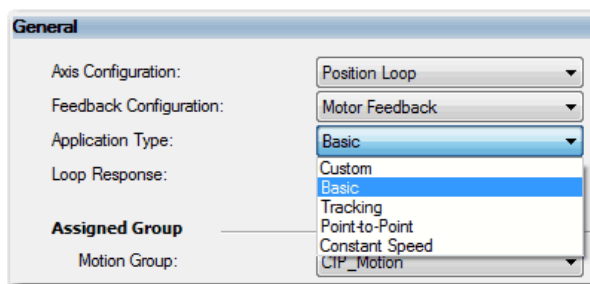 General
Axis Configuration:
Position Loop
Feedback Configuration:
Motor Feedback
Application Type:
Basic
Loop Response:
Custom
Basic
Tracking
Point-to-Point
Constant Speed
Assigned Group
Motion Group:
CIP_Motion